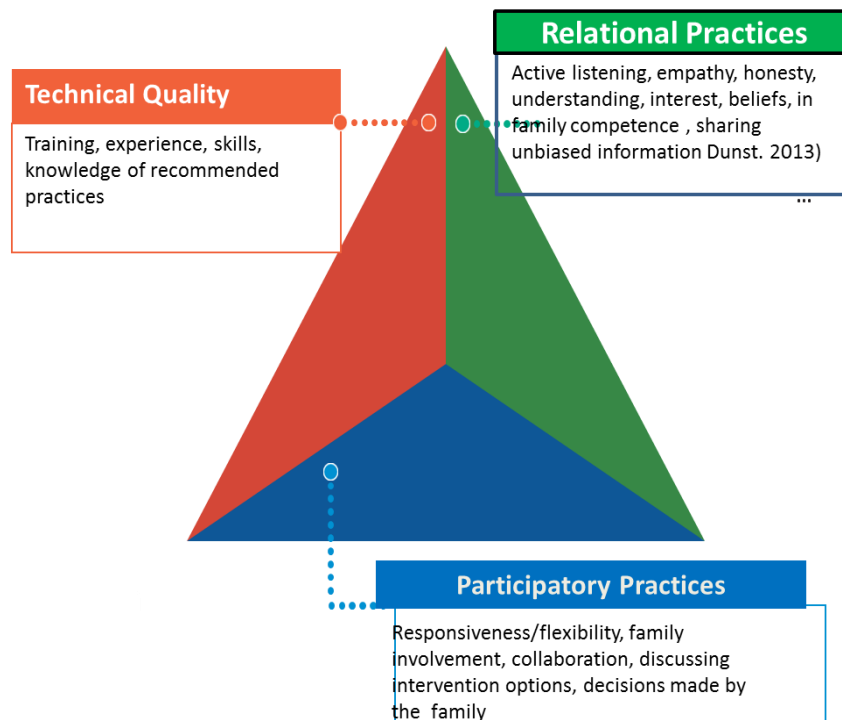 Technical Quality
Training, experience, skills,
knowledge of recommended
practices
Relational Practices
Active listening, empathy, honesty,
understanding, interest, beliefs, in
family competence , sharing
unbiased information Dunst. 2013)
...
Participatory Practices
Responsiveness/flexibility, family
involvement, collaboration, discussing
intervention options, decisions made by
the family